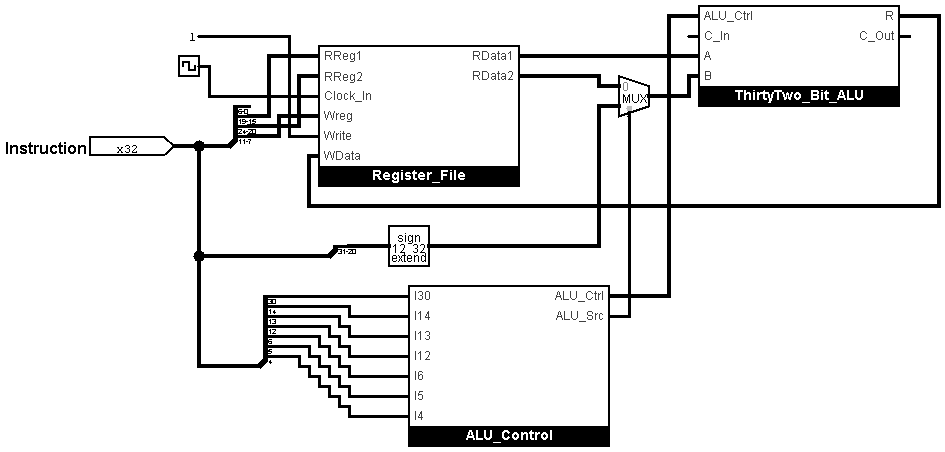 ALU_Ctrl R
C_In C_Out
A
B
ThirtyTwo_Bit_ALU
1
RReg1 RData1
RReg2 RData2
Clock_In
Wreg
Write
WData
Register_File
0
MUX
6-0
19-15
24-20
11-7
Instruction x32
31-20
sign
12 32
extend
I30 ALU_Ctrl
I14 ALU_Src
I13
I12
I6
I5
I4
ALU_Control
30
14
13
12
6
5
4